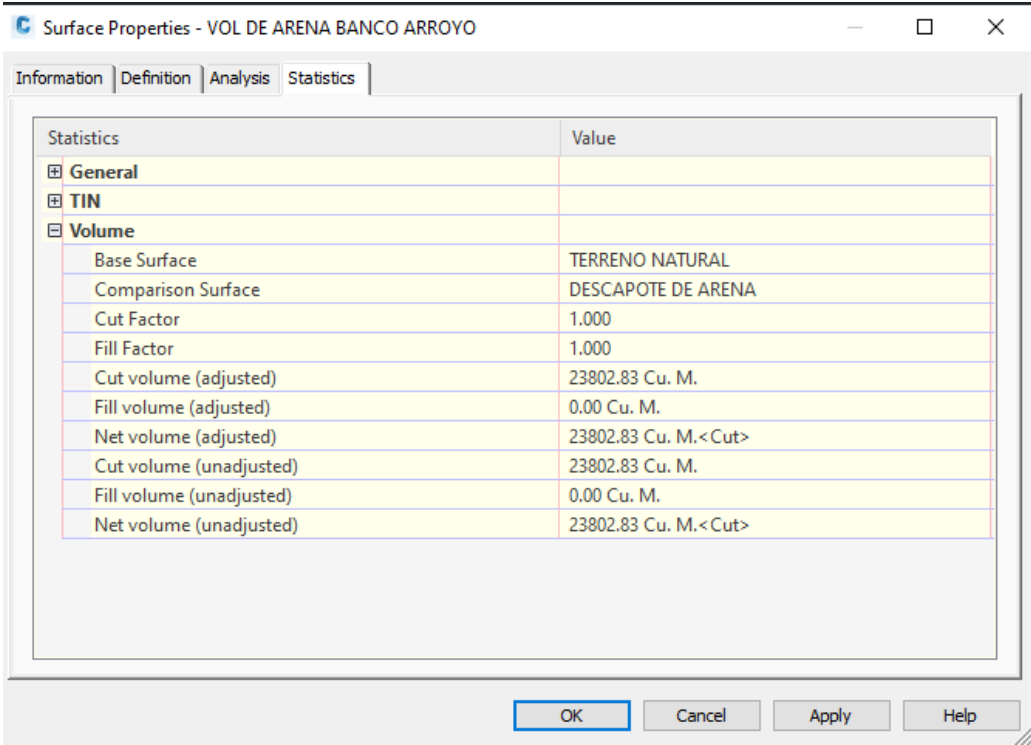 Surface Properties - VOL DE ARENA BANCO ARROYO
Information Definition Analysis Statistics
Statistics Value
General
TIN
Volume
Base Surface TERRENO NATURAL
Comparison Surface DESCAPOTE DE ARENA
Cut Factor 1.000
Fill Factor 1.000
Cut volume (adjusted) 23802.83 Cu. M.
Fill volume (adjusted) 0.00 Cu. M.
Net volume (adjusted) 23802.83 Cu. M.<Cut>
Cut volume (unadjusted) 23802.83 Cu. M.
Fill volume (unadjusted) 0.00 Cu. M.
Net volume (unadjusted) 23802.83 Cu. M.<Cut>
OK Cancel Apply Help